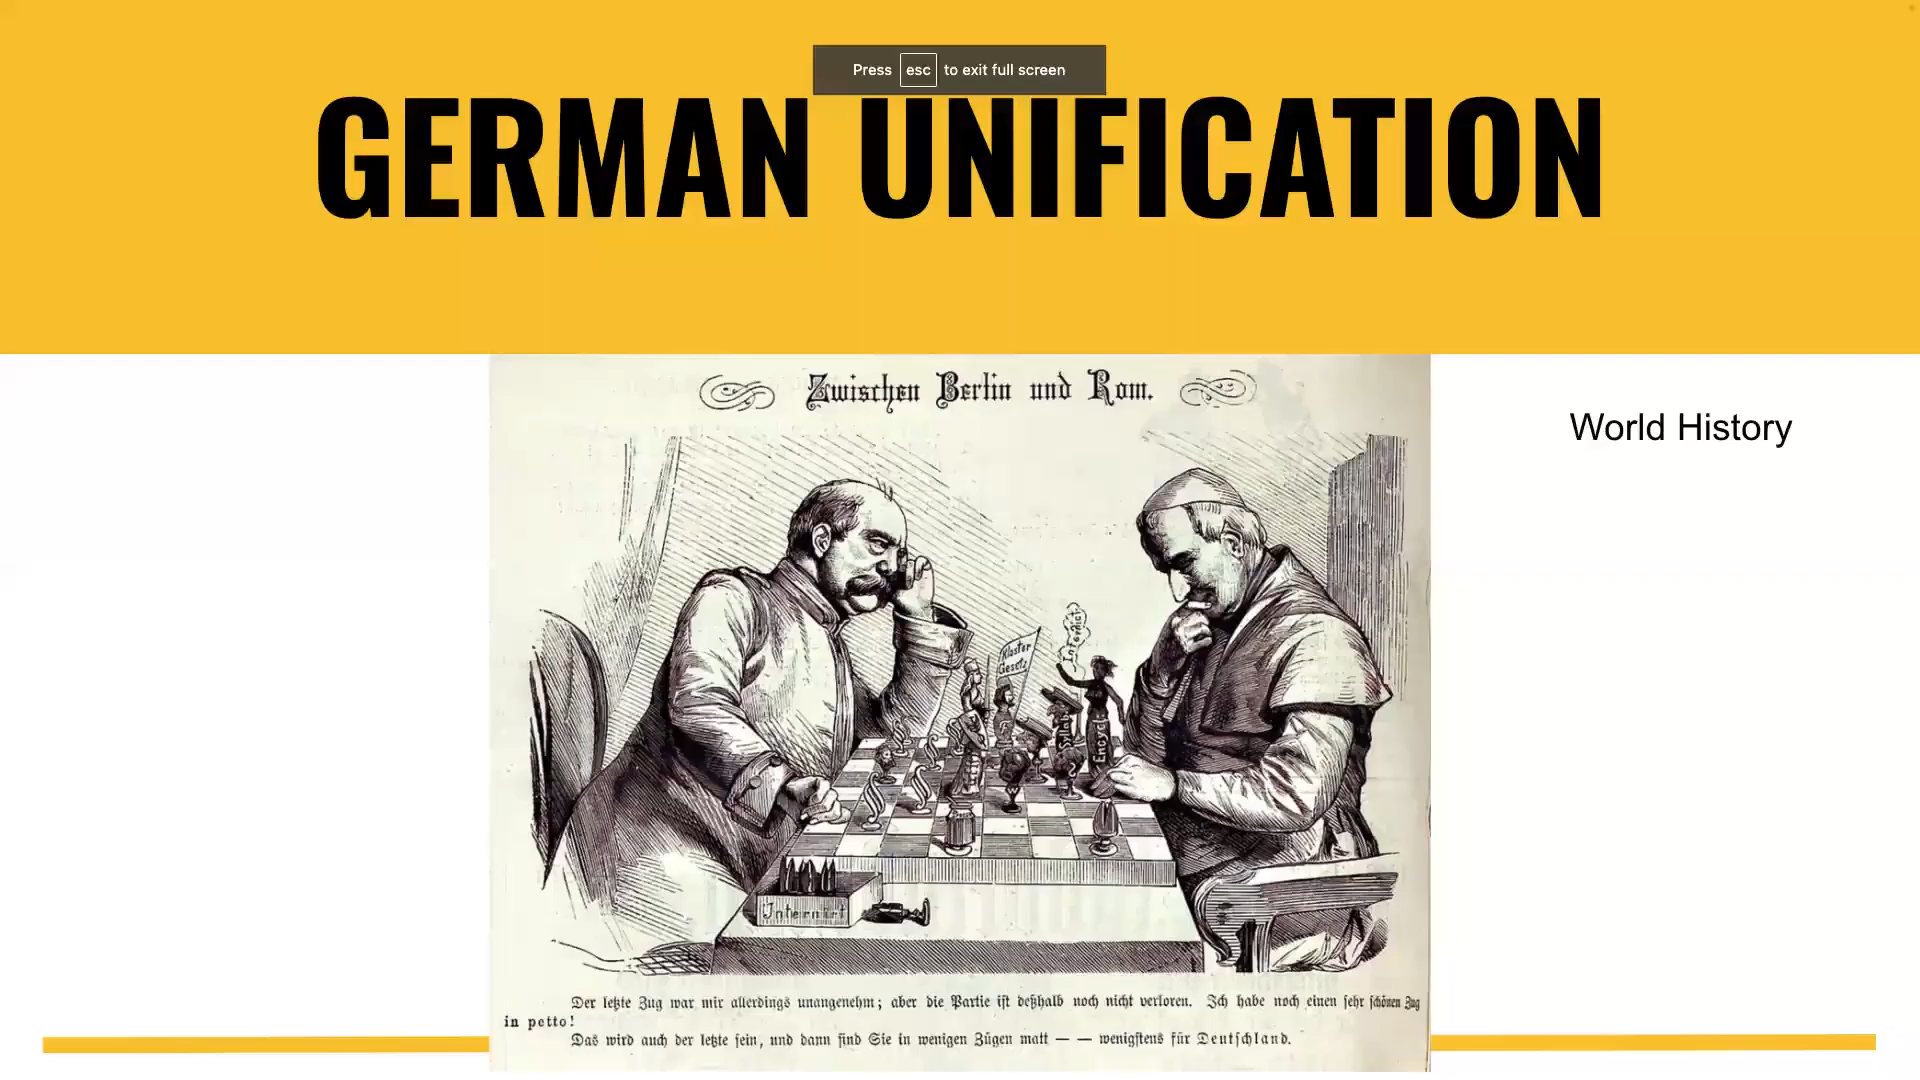 Press esc to exit full screen
GERMAN UNIFICATION
Zwischen Berlin und Rom.
World History
Interdict
Kloster
Gesetz
Syllab
Encycl
Internirt
Der letzte Zug war mir allerdings unangenehm; aber die Partie ist deßhalb noch nicht verloren. Ich habe noch einen sehr schönen Zug
in petto!
Das wird auch der letzte sein, und dann sind Sie in wenigen Zügen matt — — wenigstens für Deutschland.